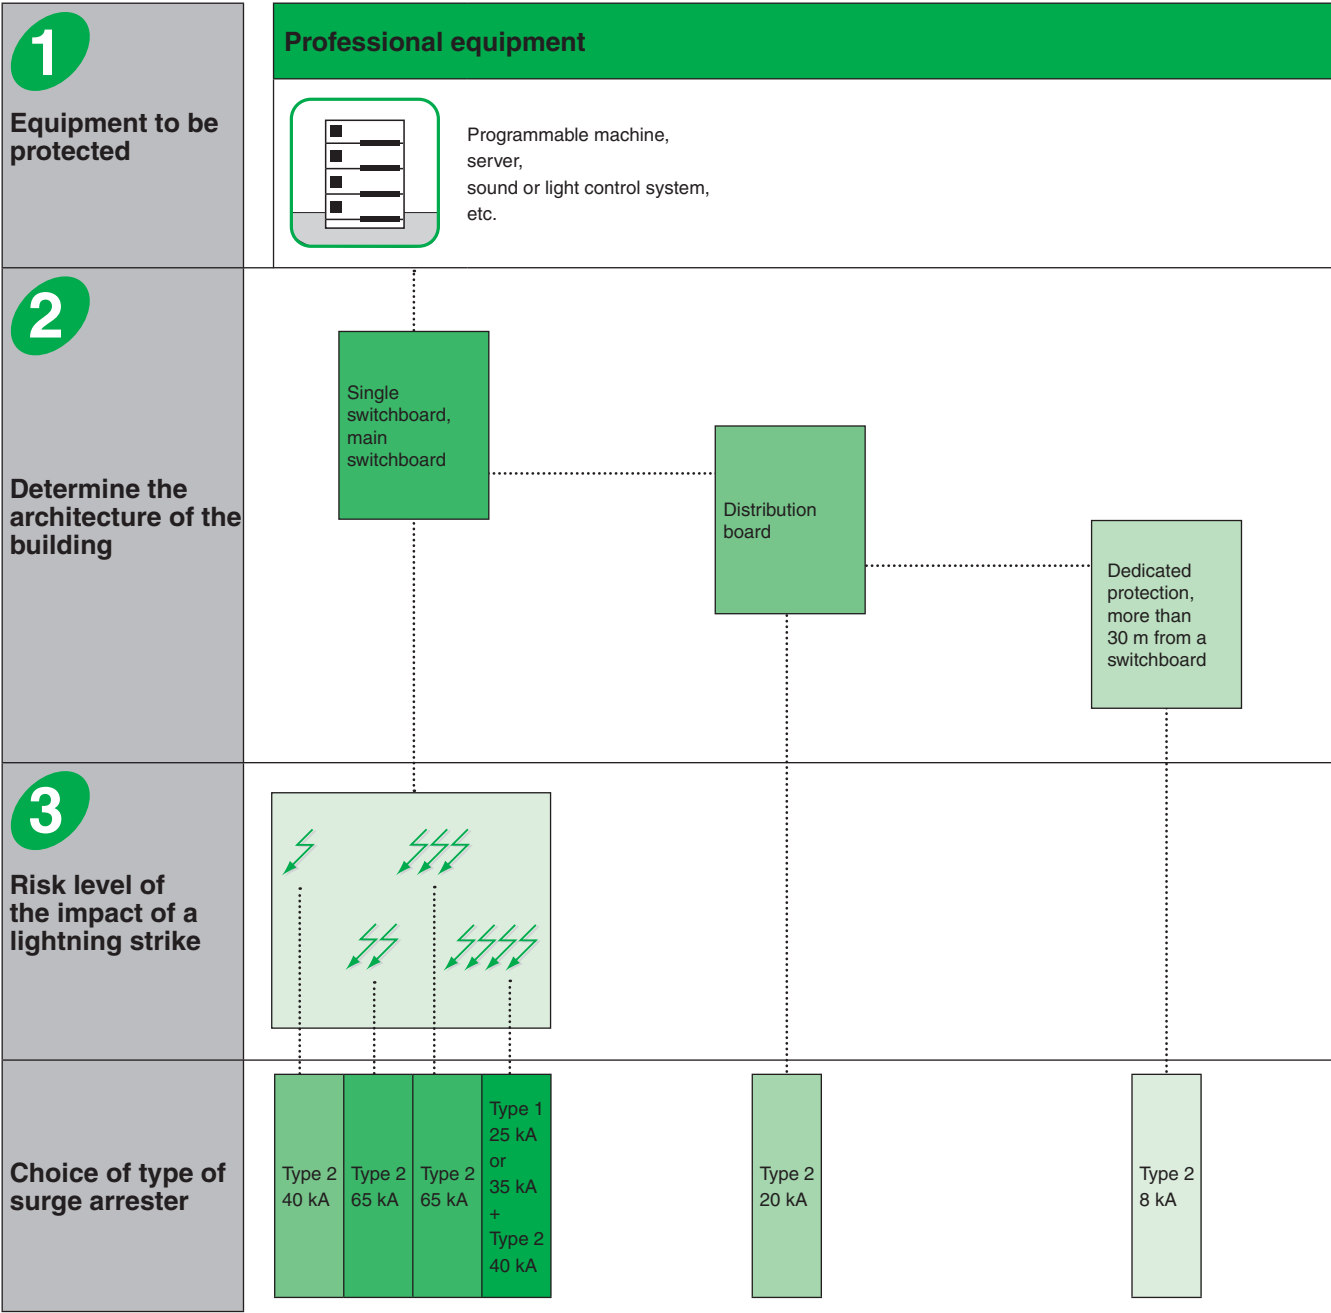 1
Equipment to be
protected
Professional equipment
Programmable machine,
server,
sound or light control system,
etc.
2
Determine the
architecture of the
building
Single
switchboard,
main
switchboard
Distribution
board
Dedicated
protection,
more than
30 m from a
switchboard
3
Risk level of
the impact of a
lightning strike
Choice of type of
surge arrester
Type 2
40 kA
Type 2
65 kA
Type 2
65 kA
Type 1
25 kA
or
35 kA
+
Type 2
40 kA
Type 2
20 kA
Type 2
8 kA